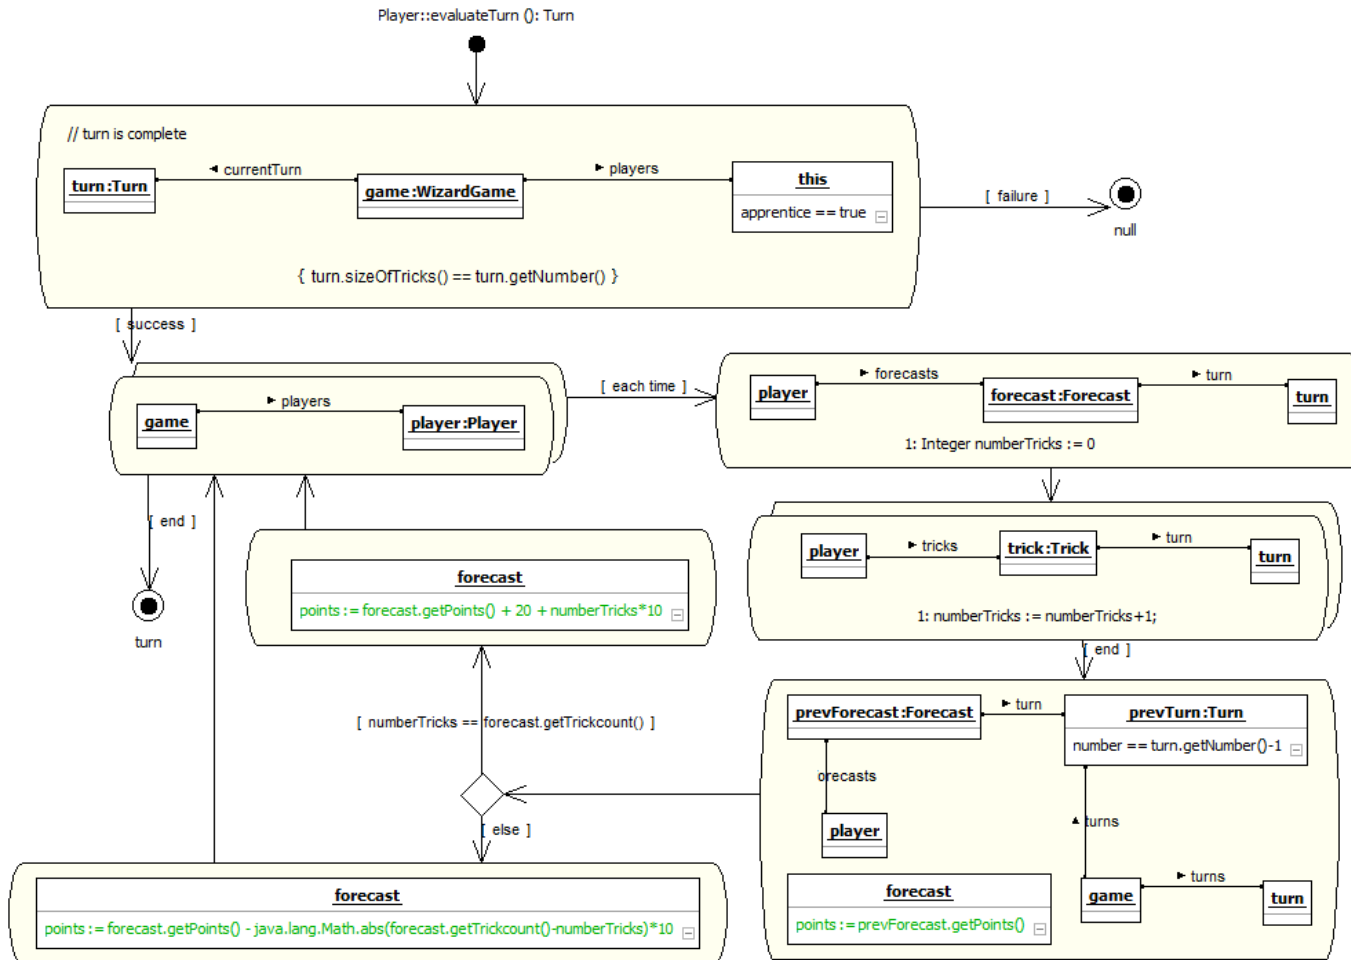 Player::evaluateTurn (): Turn
// turn is complete
turn:Turn
currentTurn
game:WizardGame
players
this
apprentice == true
{ turn.sizeOfTricks() == turn.getNumber() }
[ failure ]
null
[ success ]
game
players
player:Player
[ each time ]
player
forecasts
forecast:Forecast
turn
turn
1: Integer numberTricks := 0
[ end ]
turn
player
tricks
trick:Trick
turn
turn
1: numberTricks := numberTricks+1;
[ end ]
forecast
points := forecast.getPoints() + 20 + numberTricks*10
[ numberTricks == forecast.getTrickcount() ]
[ else ]
prevForecast:Forecast
turn
prevTurn:Turn
number == turn.getNumber()-1
orecasts
player
turns
game
turns
turn
forecast
points := prevForecast.getPoints()
forecast
points := forecast.getPoints() - java.lang.Math.abs(forecast.getTrickcount()-numberTricks)*10